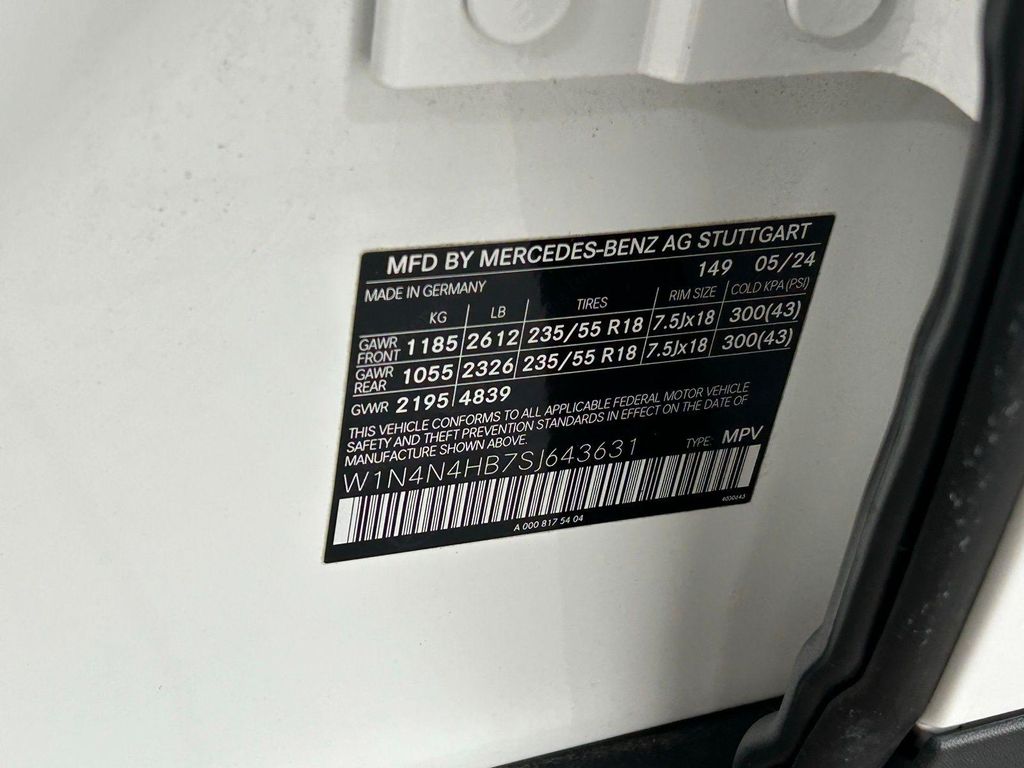 MFD BY MERCEDES-BENZ AG STUTTGART
MADE IN GERMANY 149 05/24
KG LB TIRES RIM SIZE COLD KPA (PSI)
GAWR FRONT 1185 2612 235/55 R18 7.5Jx18 300(43)
GAWR REAR 1055 2326 235/55 R18 7.5Jx18 300(43)
GVWR 2195 4839
THIS VEHICLE CONFORMS TO ALL APPLICABLE FEDERAL MOTOR VEHICLE
SAFETY AND THEFT PREVENTION STANDARDS IN EFFECT ON THE DATE OF
MANUFACTURE SHOWN ABOVE. TYPE: MPV
W1N4N4HB7SJ643631
A 000 817 54 04